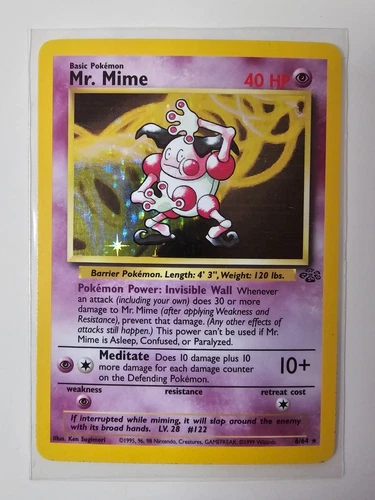 Basic Pokémon
Mr. Mime 40 HP
Barrier Pokémon. Length: 4' 3", Weight: 120 lbs.
Pokémon Power: Invisible Wall Whenever
an attack (including your own) does 30 or more
damage to Mr. Mime (after applying Weakness and
Resistance), prevent that damage. (Any other effects of
attacks still happen.) This power can't be used if Mr.
Mime is Asleep, Confused, or Paralyzed.
Meditate Does 10 damage plus 10
more damage for each damage counter
on the Defending Pokémon.
10+
weakness resistance retreat cost
If interrupted while miming, it will slap around the enemy
with its broad hands. LV. 28 #122
Illus. Ken Sugimori ©1995, 96, 98 Nintendo, Creatures, GAMEFREAK. ©1999 Wizards. 6/64 ★